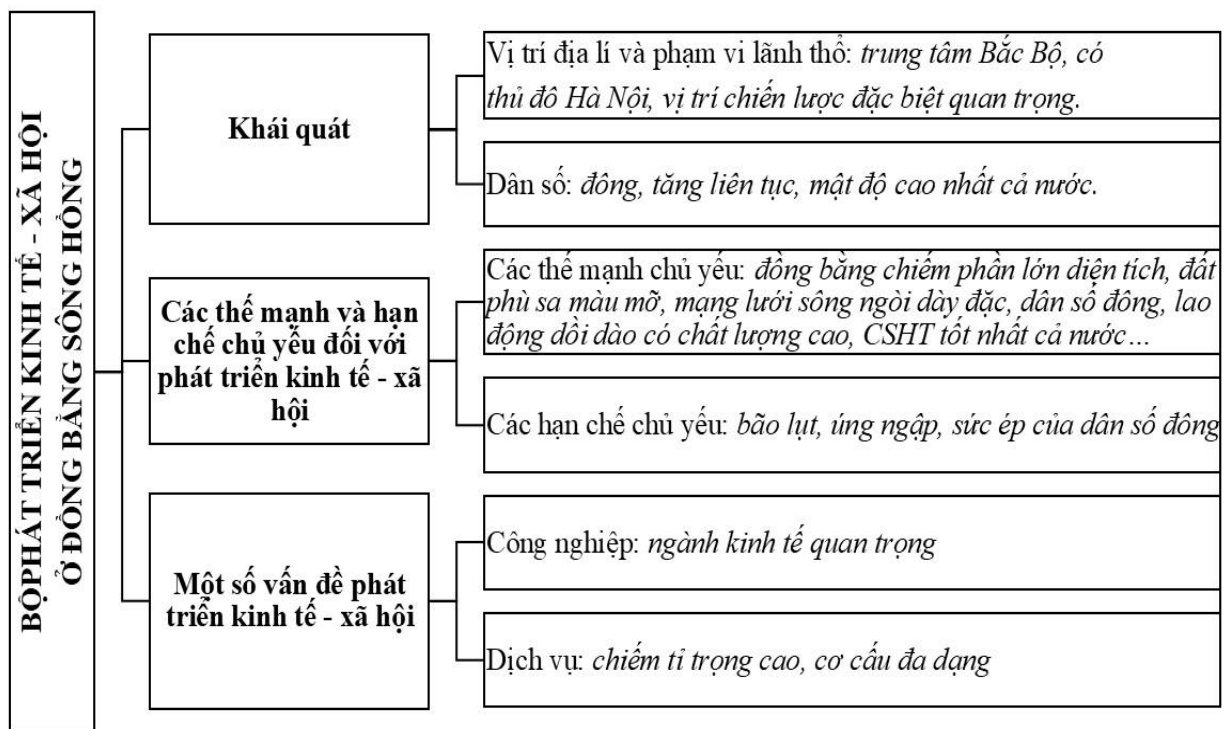 BỘPHÁT TRIỂN KINH TẾ - XÃ HỘI
Ở ĐỒNG BẰNG SÔNG HỒNG
Khái quát
Vị trí địa lí và phạm vi lãnh thổ: trung tâm Bắc Bộ, có
thủ đô Hà Nội, vị trí chiến lược đặc biệt quan trọng.
Dân số: đông, tăng liên tục, mật độ cao nhất cả nước.
Các thế mạnh và hạn
chế chủ yếu đối với
phát triển kinh tế - xã
hội
Các thế mạnh chủ yếu: đồng bằng chiếm phần lớn diện tích, đất
phù sa màu mỡ, mạng lưới sông ngòi dày đặc, dân số đông, lao
động dồi dào có chất lượng cao, CSHT tốt nhất cả nước...
Các hạn chế chủ yếu: bão lụt, úng ngập, sức ép của dân số đông
Một số vấn đề phát
triển kinh tế - xã hội
Công nghiệp: ngành kinh tế quan trọng
Dịch vụ: chiếm tỉ trọng cao, cơ cấu đa dạng